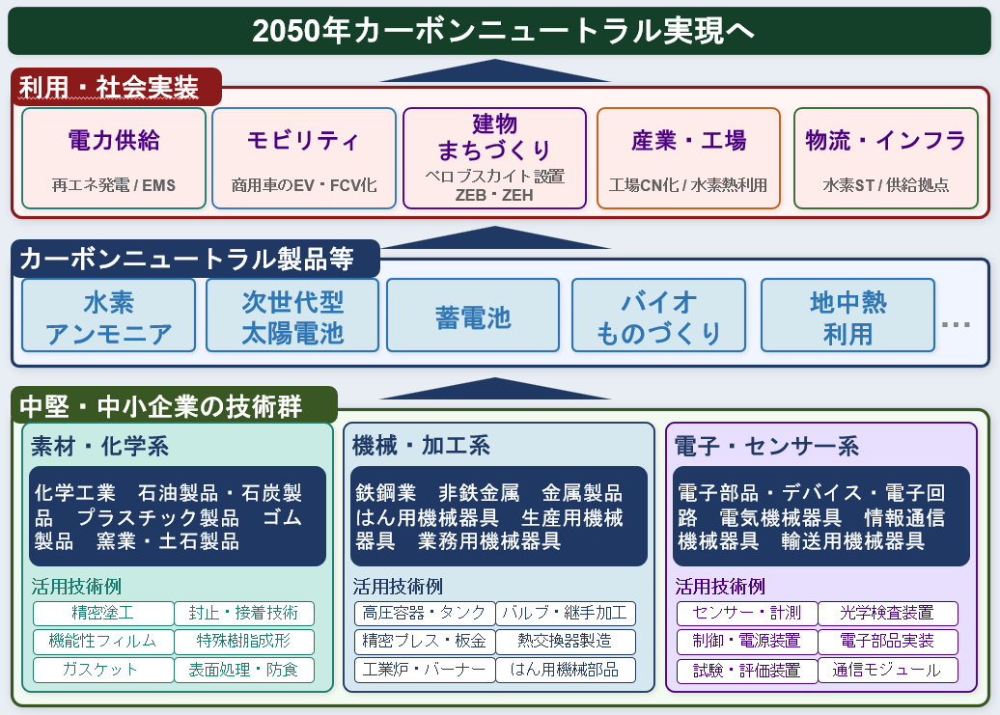 2050年カーボンニュートラル実現へ
利用・社会実装
電力供給
再エネ発電 / EMS
モビリティ
商用車のEV・FCV化
建物
まちづくり
ペロブスカイト設置
ZEB・ZEH
産業・工場
工場CN化 / 水素熱利用
物流・インフラ
水素ST / 供給拠点
カーボンニュートラル製品等
水素
アンモニア
次世代型
太陽電池
蓄電池
バイオ
ものづくり
地中熱
利用
…
中堅・中小企業の技術群
素材・化学系
化学工業　石油製品・石炭製
品　プラスチック製品　ゴム
製品　窯業・土石製品
活用技術例
精密塗工
封止・接着技術
機能性フィルム
特殊樹脂成形
ガスケット
表面処理・防食
機械・加工系
鉄鋼業　非鉄金属　金属製品
はん用機械器具　生産用機械
器具　業務用機械器具
活用技術例
高圧容器・タンク
バルブ・継手加工
精密プレス・板金
熱交換器製造
工業炉・バーナー
はん用機械部品
電子・センサー系
電子部品・デバイス・電子回
路　電気機械器具　情報通信
機械器具　輸送用機械器具
活用技術例
センサー・計測
光学検査装置
制御・電源装置
電子部品実装
試験・評価装置
通信モジュール